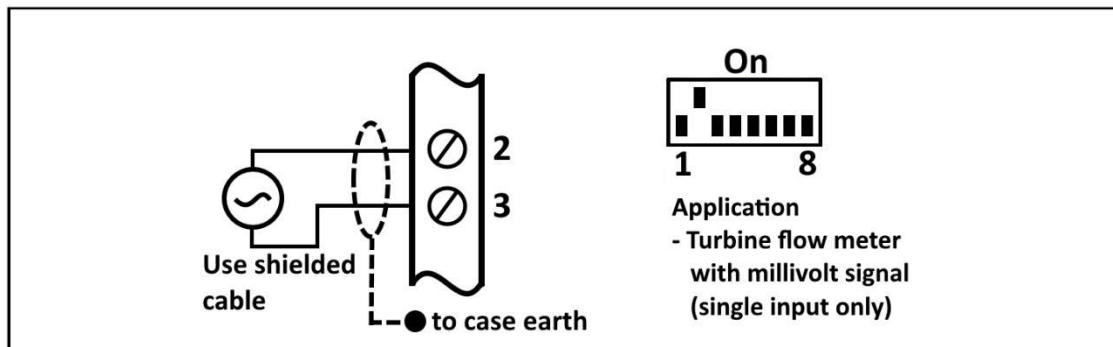 On
2
3
1 8
Use shielded
cable
to case earth
Application
- Turbine flow meter
with millivolt signal
(single input only)